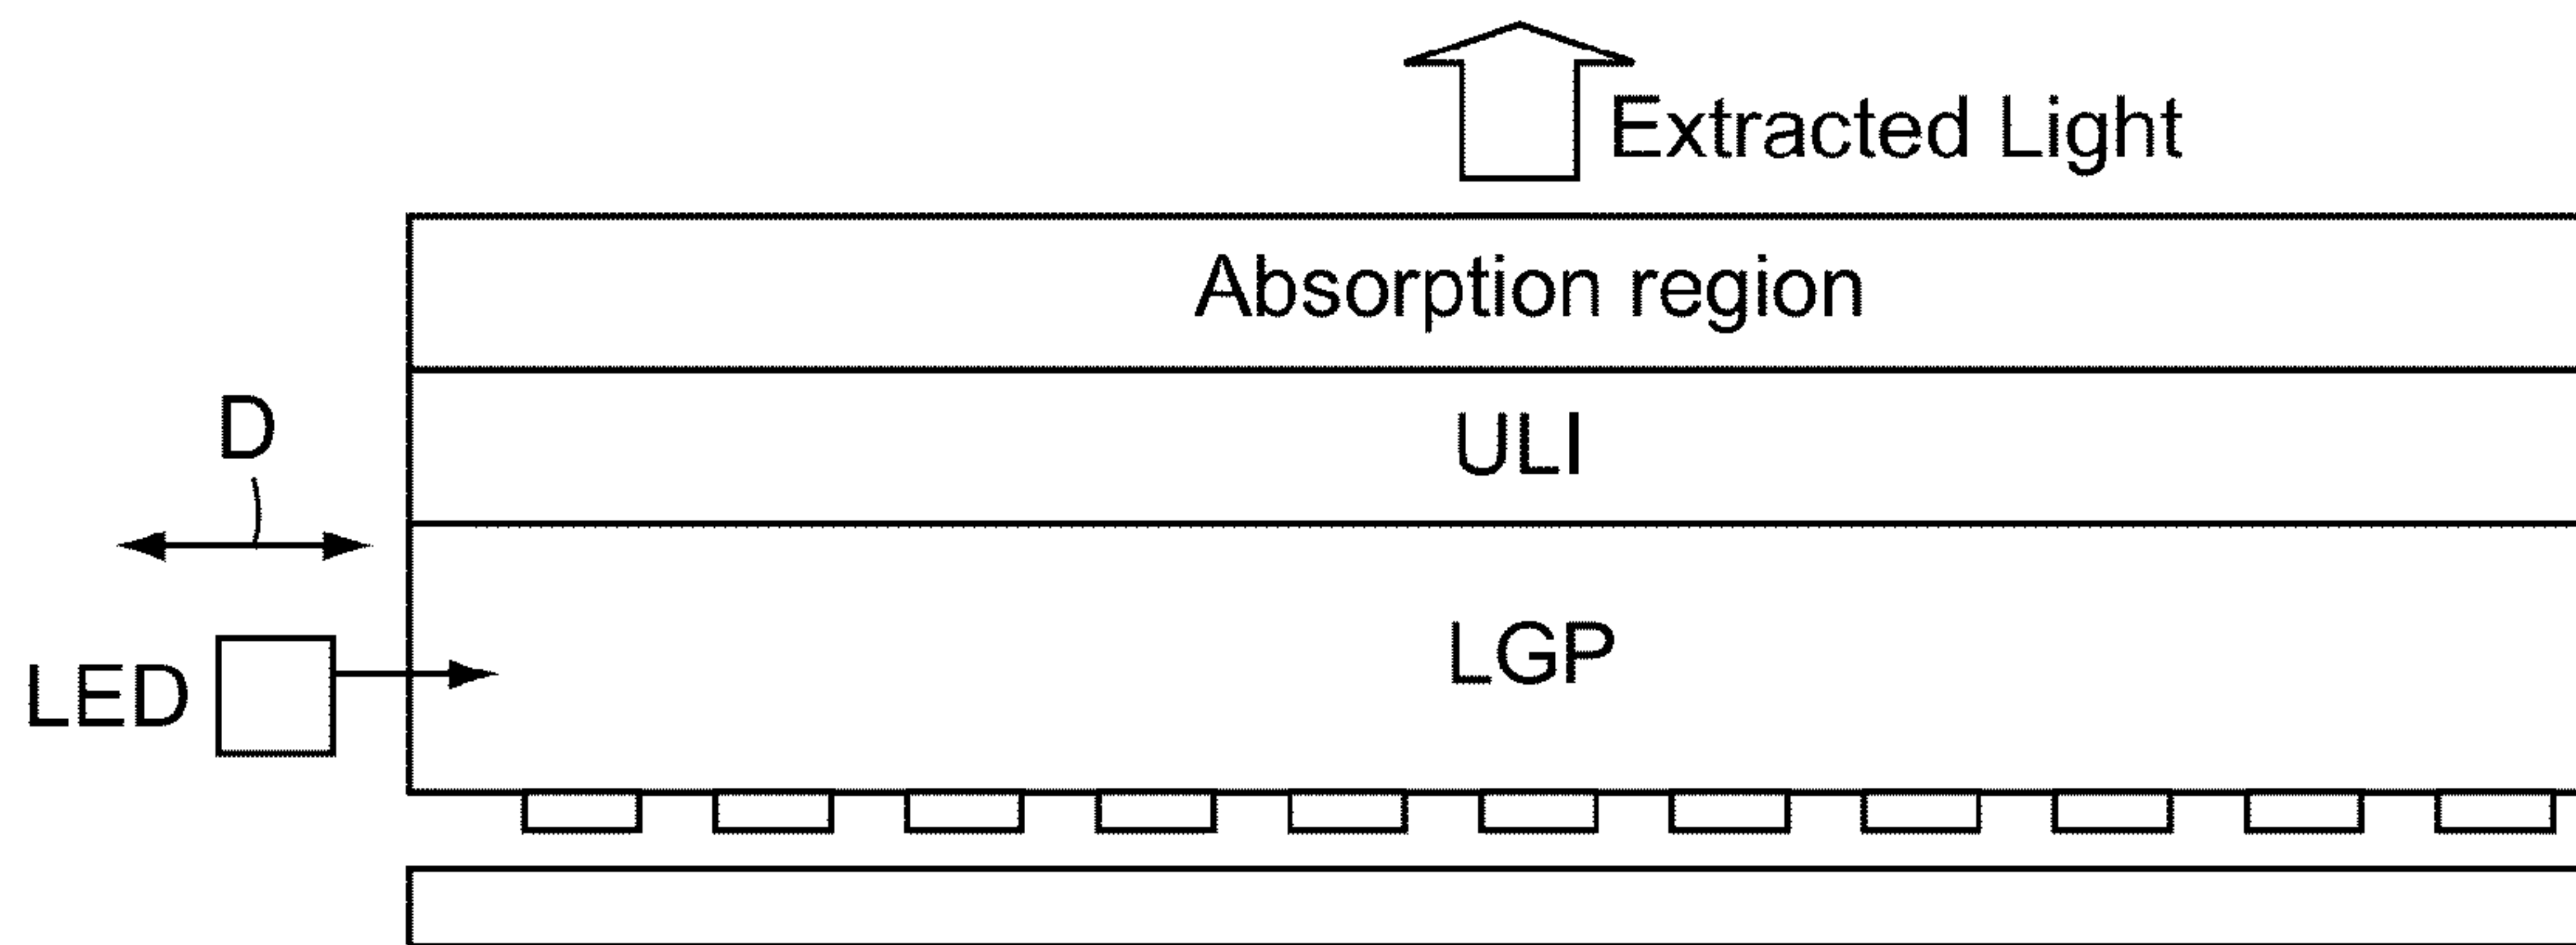 Extracted Light
Absorption region
ULI
D
LGP
LED